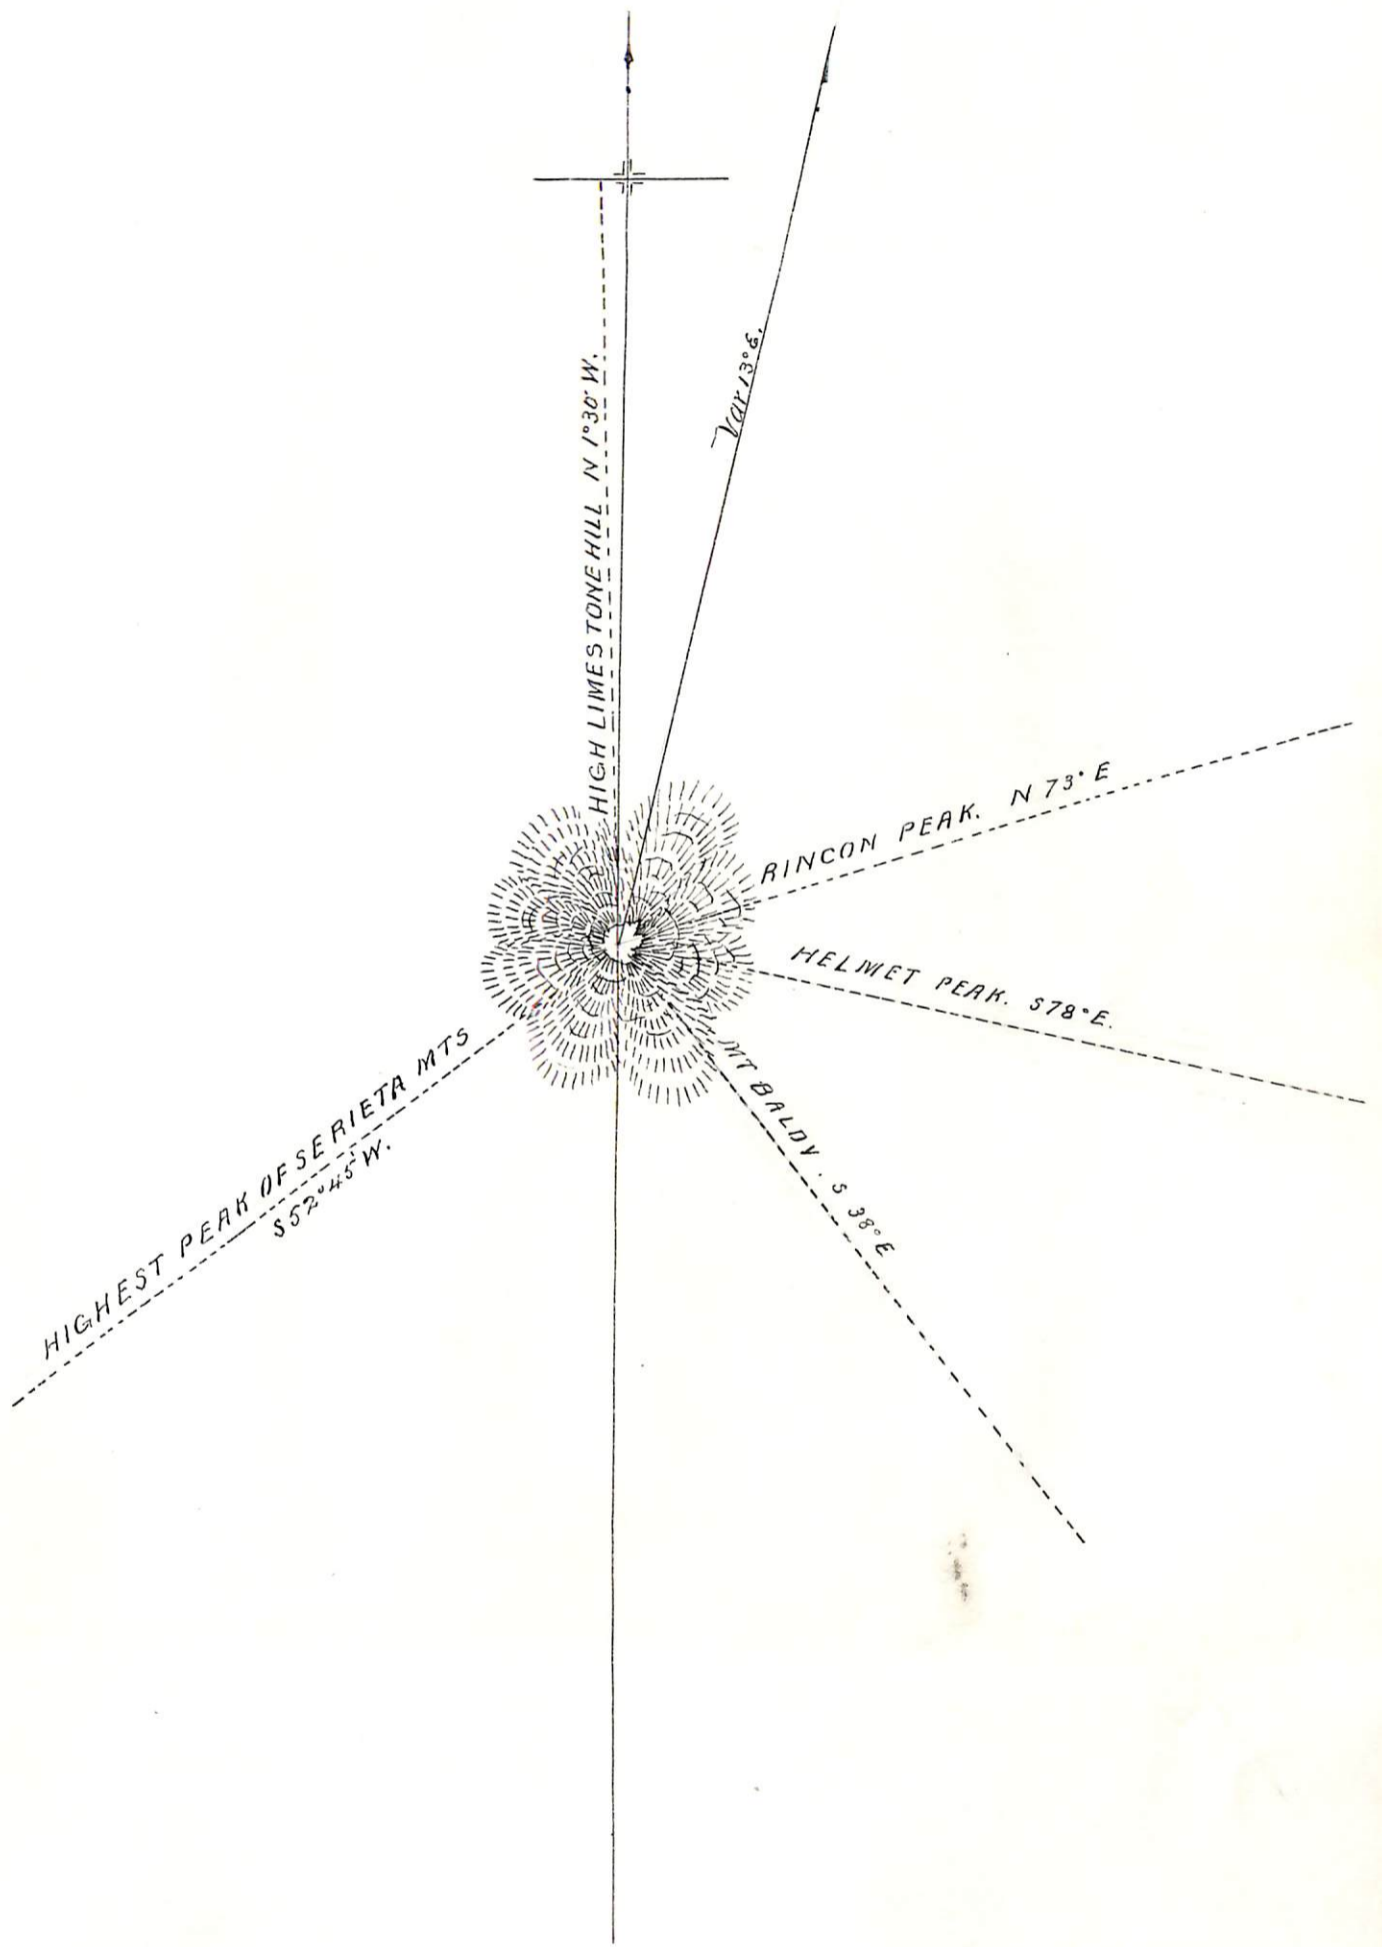 Var 13° E.
HIGH LIMESTONE HILL N 1° 30' W.
RINCON PEAK. N 73° E
HELMET PEAK. S 78° E.
MT BALDY. S 38° E
HIGHEST PEAK OF SERIETA MTS
S 52° 45' W.